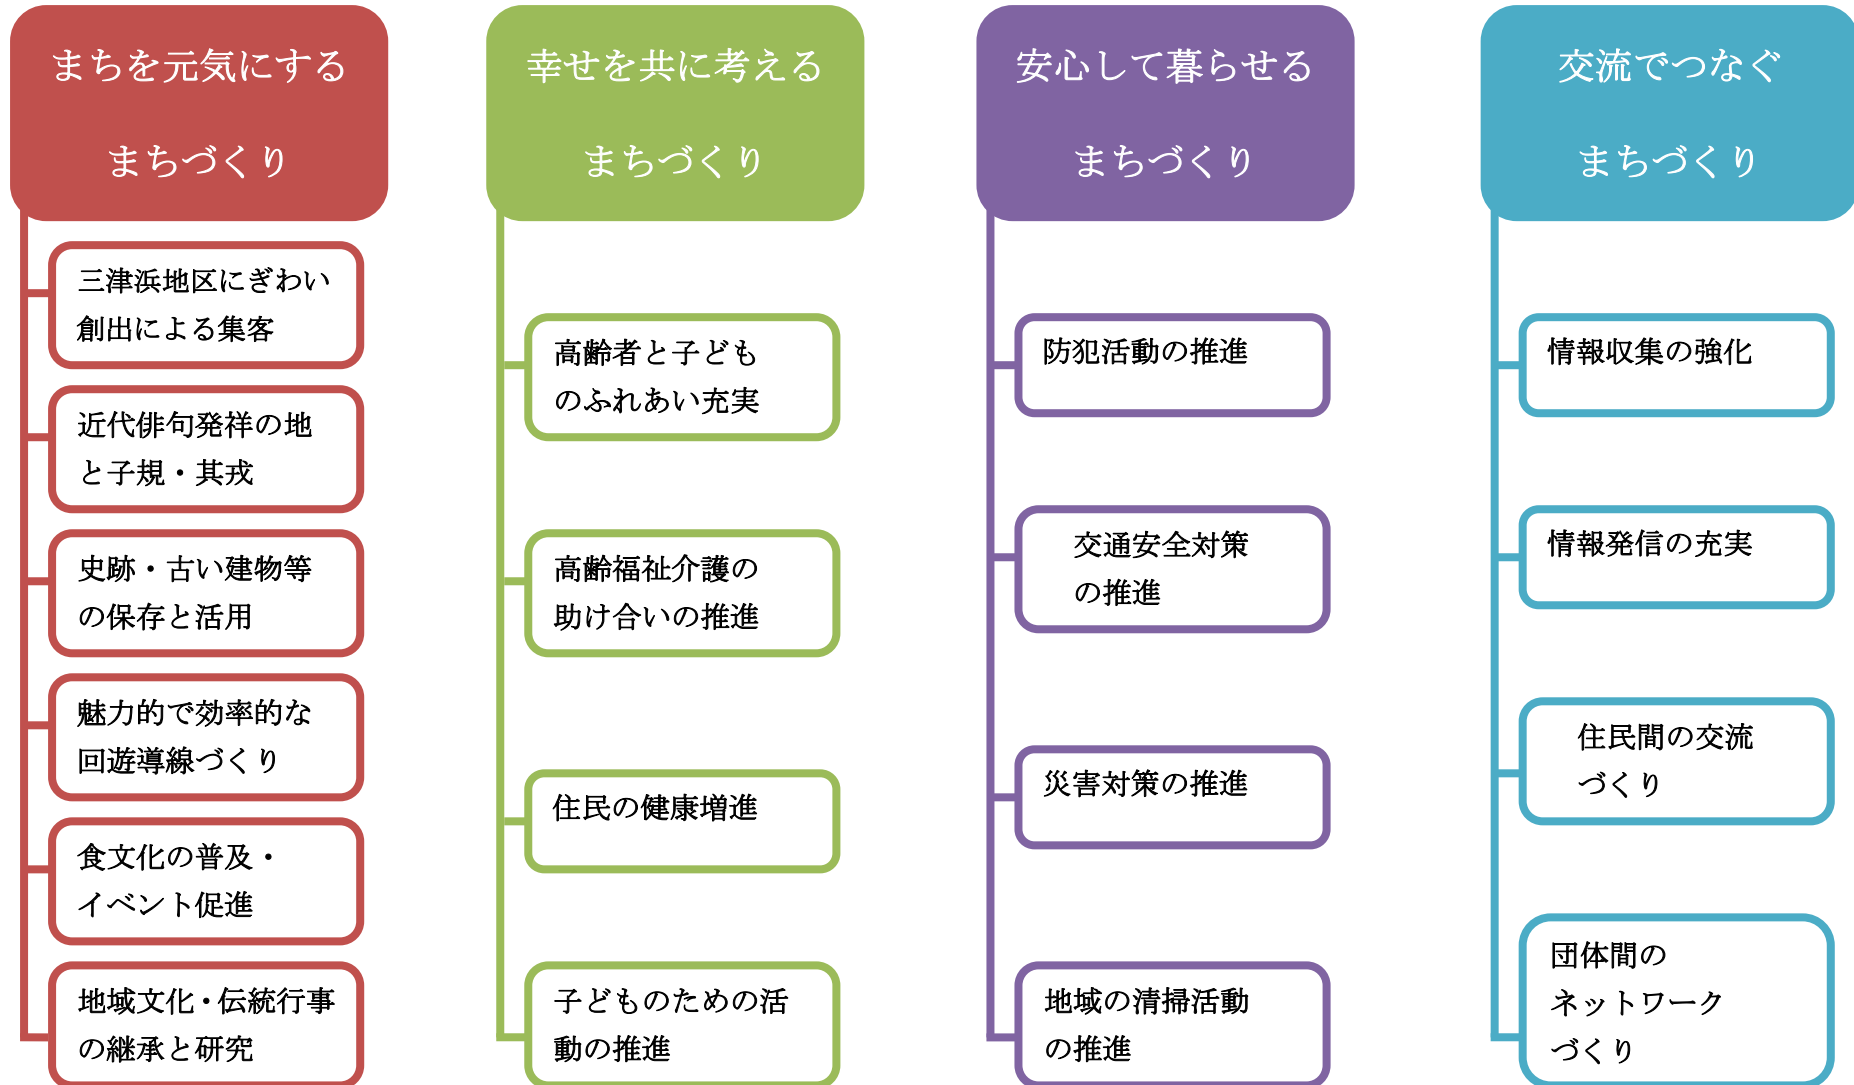 まちを元気にする
まちづくり
三津浜地区にぎわい
創出による集客
近代俳句発祥の地
と子規・其戎
史跡・古い建物等
の保存と活用
魅力的で効率的な
回遊導線づくり
食文化の普及・
イベント促進
地域文化・伝統行事
の継承と研究
幸せを共に考える
まちづくり
高齢者と子ども
のふれあい充実
高齢福祉介護の
助け合いの推進
住民の健康増進
子どものための活
動の推進
安心して暮らせる
まちづくり
防犯活動の推進
交通安全対策
の推進
災害対策の推進
地域の清掃活動
の推進
交流でつなぐ
まちづくり
情報収集の強化
情報発信の充実
住民間の交流
づくり
団体間の
ネットワーク
づくり